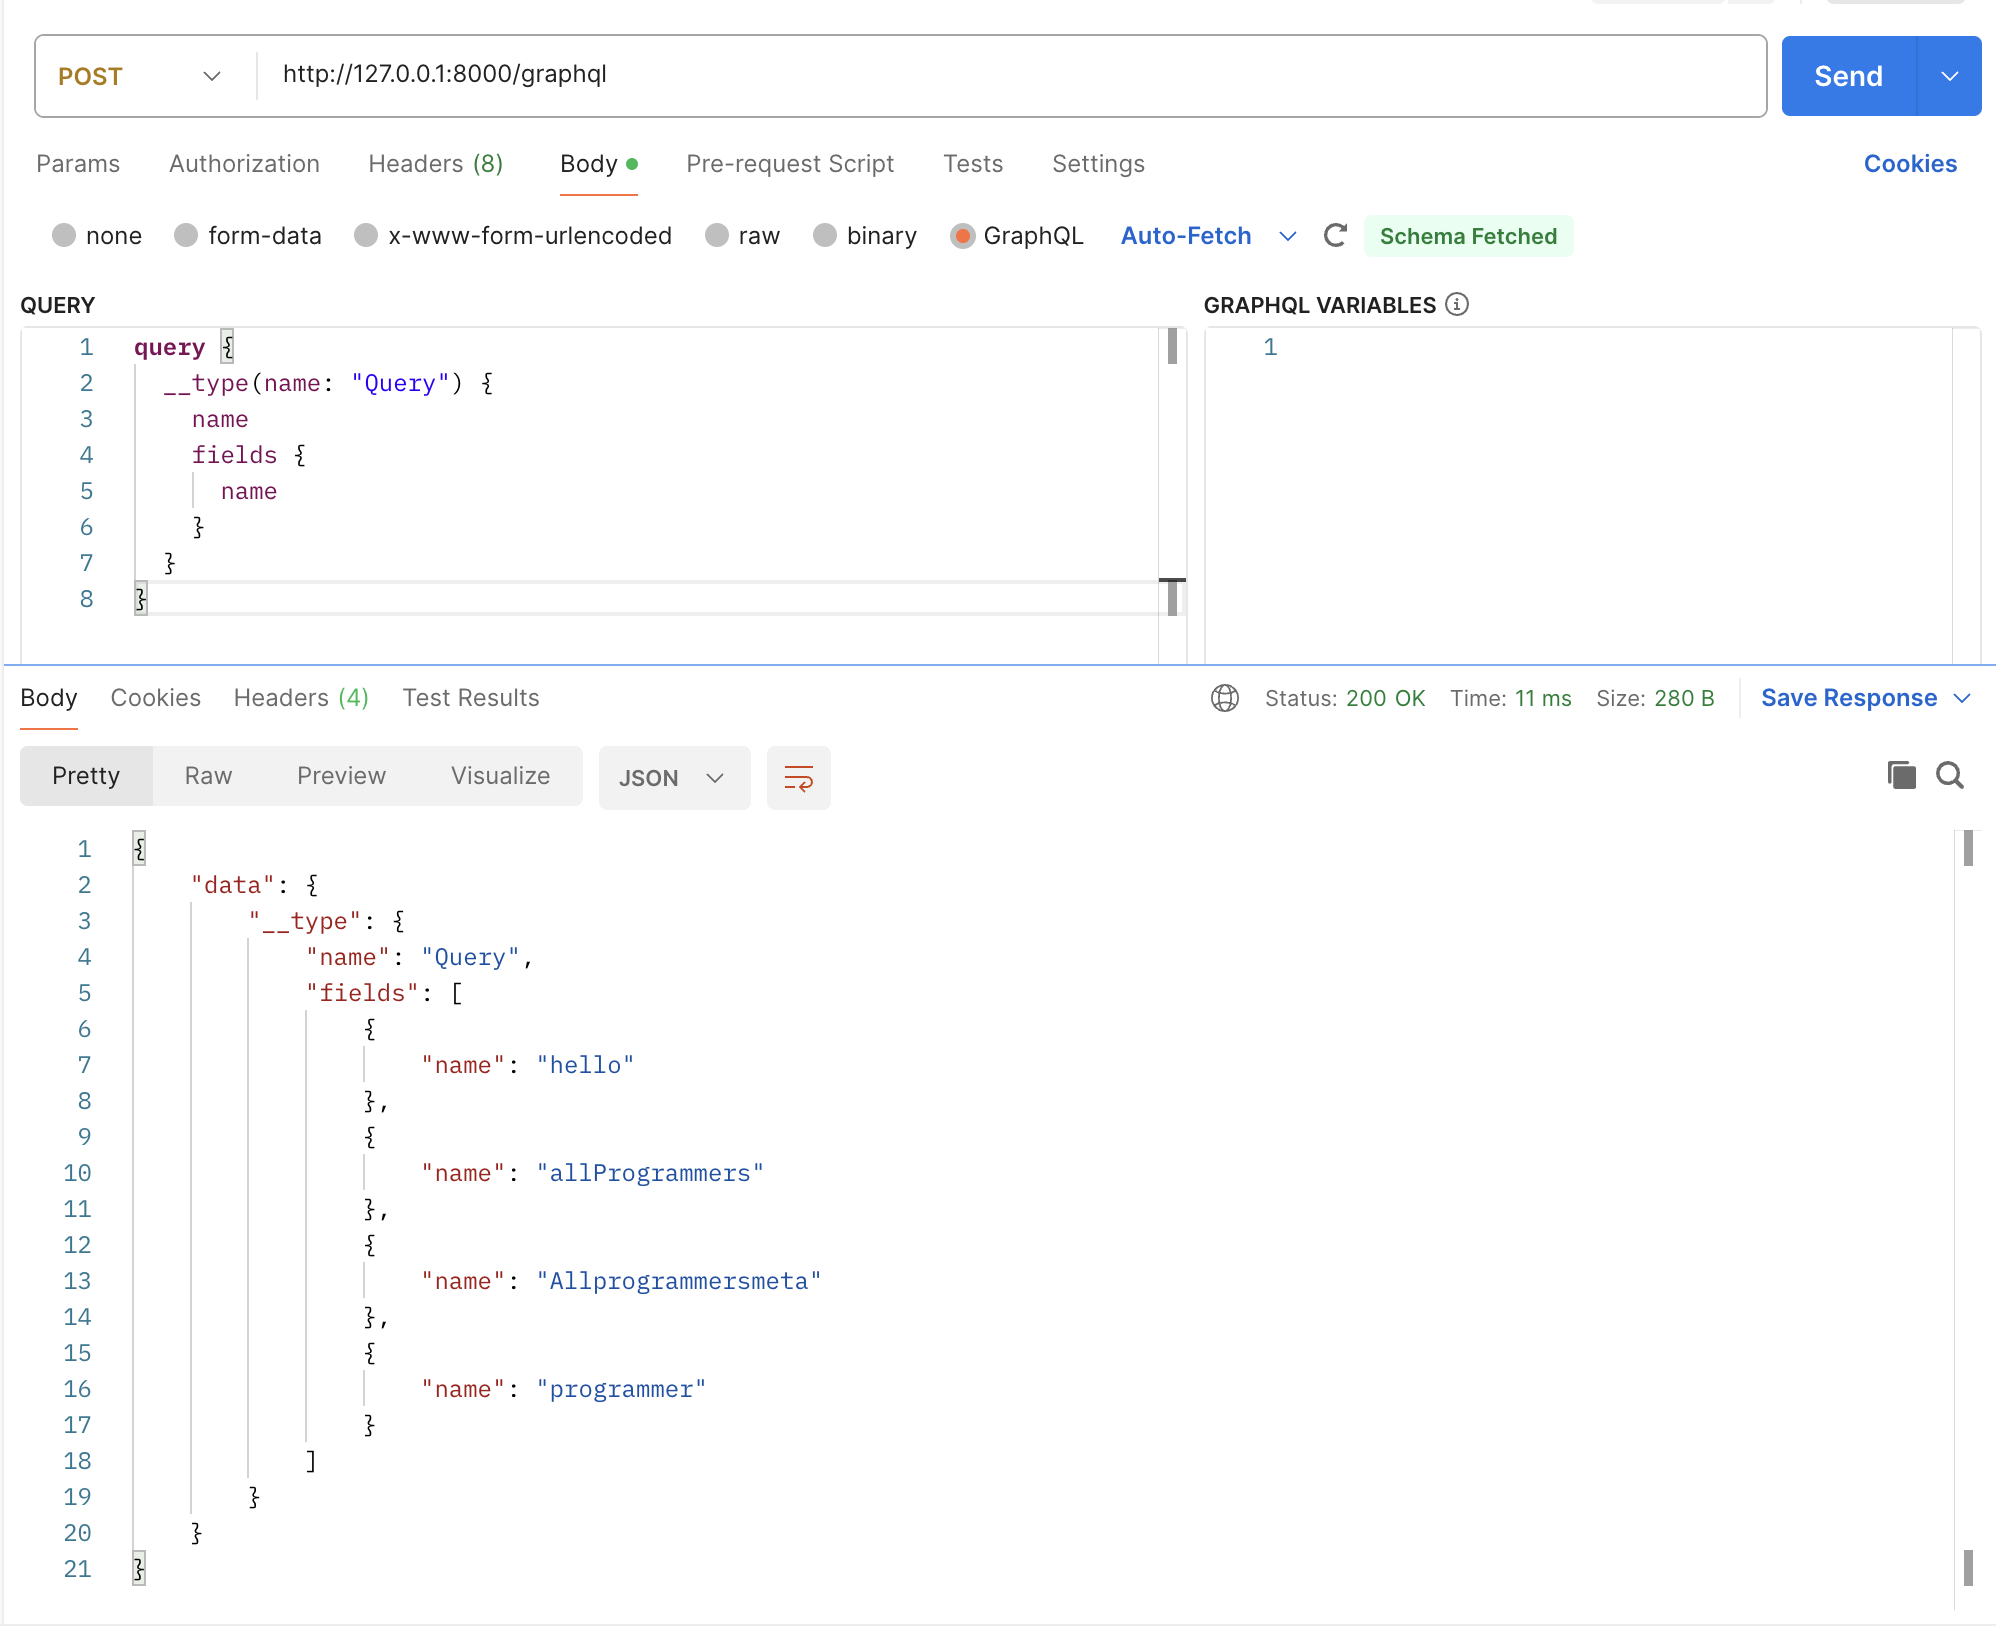 POST http://127.0.0.1:8000/graphql Send
Params Authorization Headers (8) Body Pre-request Script Tests Settings Cookies
none form-data x-www-form-urlencoded raw binary GraphQL Auto-Fetch Schema Fetched
QUERY
1 query {
2 __type(name: "Query") {
3 name
4 fields {
5 name
6 }
7 }
8 }
GRAPHQL VARIABLES
1
Body Cookies Headers (4) Test Results Status: 200 OK Time: 11 ms Size: 280 B Save Response
Pretty Raw Preview Visualize JSON
1 {
2 "data": {
3 "__type": {
4 "name": "Query",
5 "fields": [
6 {
7 "name": "hello"
8 },
9 {
10 "name": "allProgrammers"
11 },
12 {
13 "name": "Allprogrammersmeta"
14 },
15 {
16 "name": "programmer"
17 }
18 ]
19 }
20 }
21 }